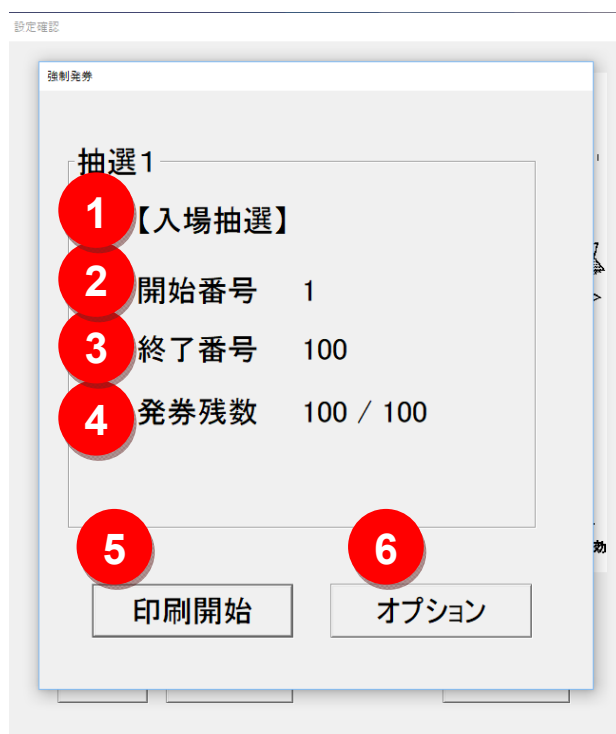 設定確認
強制発券
抽選1
1 【入場抽選】
2 開始番号 1
3 終了番号 100
4 発券残数 100 / 100
5 6
印刷開始 オプション
効